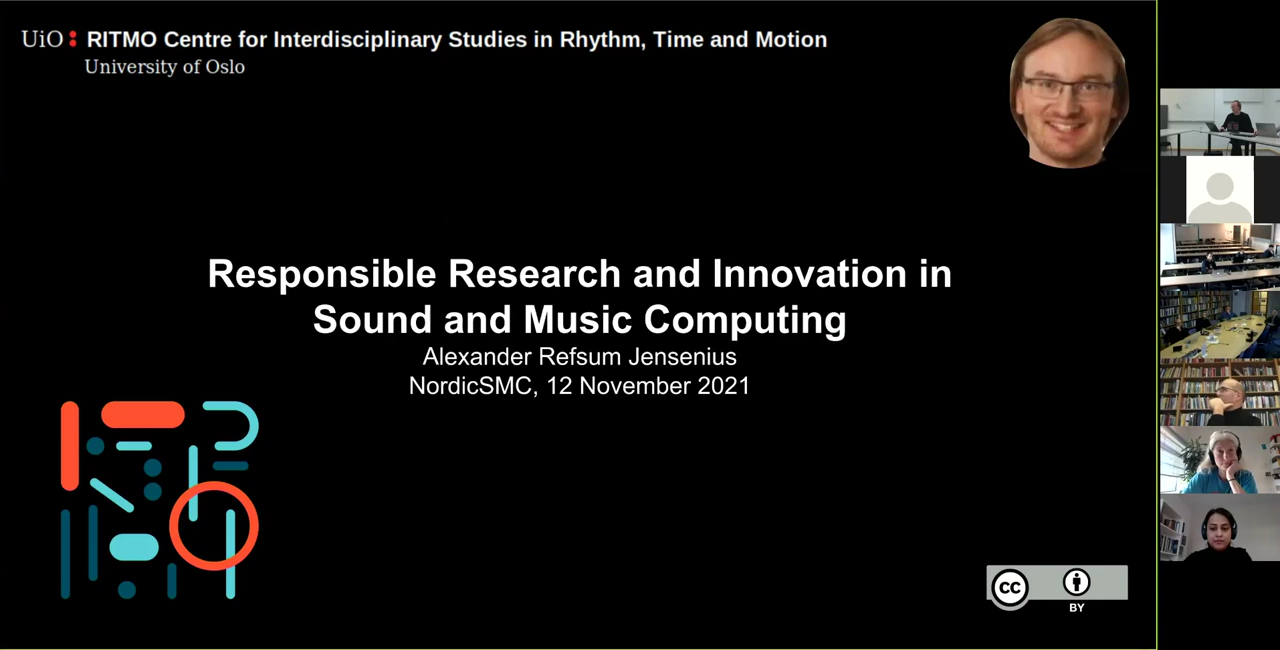 UiO: RITMO Centre for Interdisciplinary Studies in Rhythm, Time and Motion
University of Oslo
Responsible Research and Innovation in
Sound and Music Computing
Alexander Refsum Jensenius
NordicSMC, 12 November 2021
cc
BY